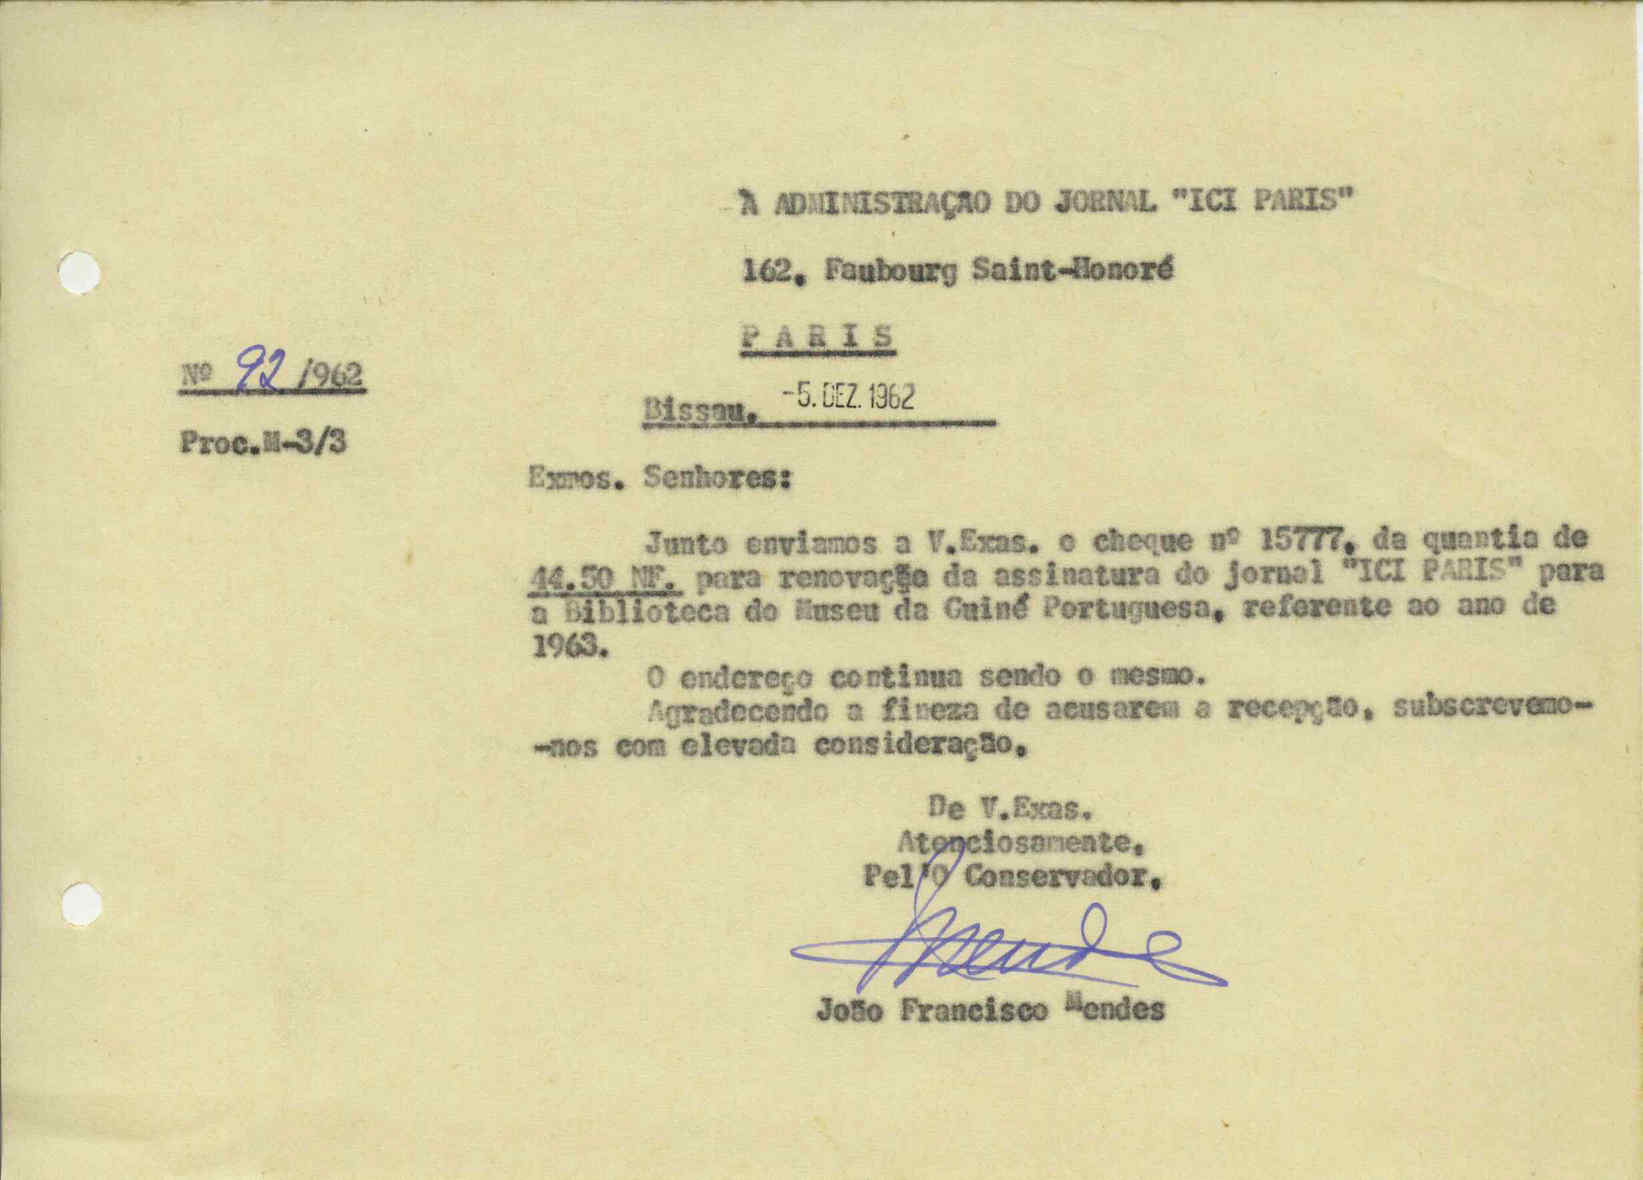 À ADMINISTRAÇÃO DO JORNAL "ICI PARIS"
162, Faubourg Saint-Honoré
P A R I S
Nº 92 /962
Bissau, -5. DEZ. 1962
Proc.M-3/3
Exmos. Senhores:
Junto enviamos a V.Exas. o cheque nº 15777, da quantia de
44.50 NF. para renovação da assinatura do jornal "ICI PARIS" para
a Biblioteca do Museu da Guiné Portuguesa, referente ao ano de
1963.
O endereço continua sendo o mesmo.
Agradecendo a fineza de acusarem a recepção, subscrevemo-
-nos com elevada consideração,
De V.Exas.
Atenciosamente,
Pel'O Conservador,
Mendes
João Francisco Mendes